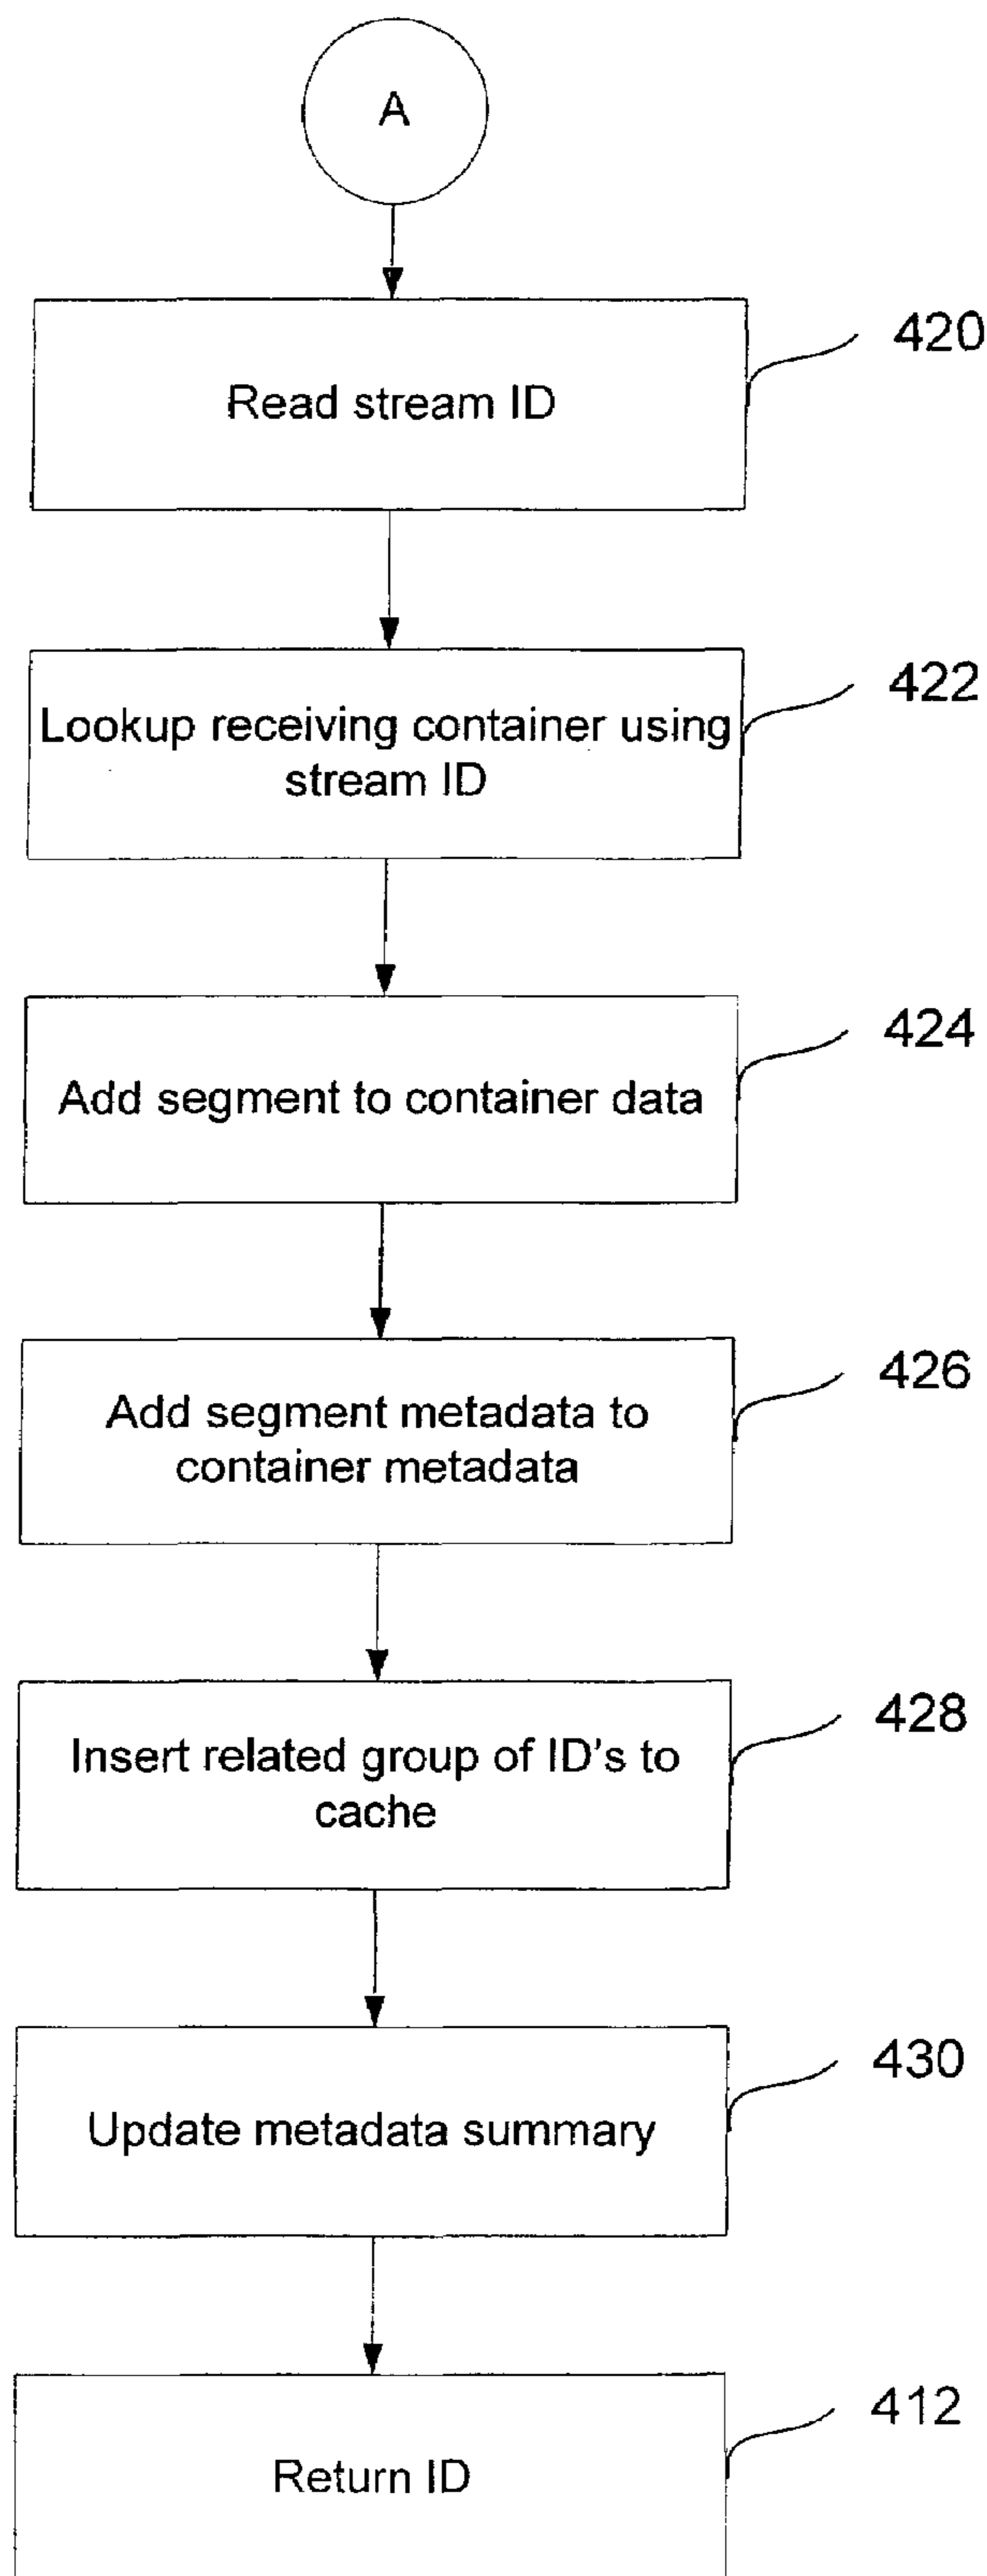 A
420
Read stream ID
422
Lookup receiving container using
stream ID
424
Add segment to container data
426
Add segment metadata to
container metadata
428
Insert related group of ID's to
cache
430
Update metadata summary
412
Return ID